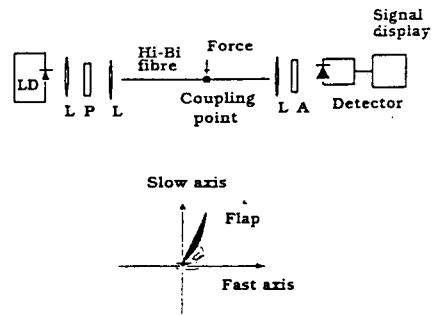 Signal
display
Hi-Bi
fibre
Force
LD
L P L
Coupling
point
L A
Detector
Slow axis
Flap
Fast axis